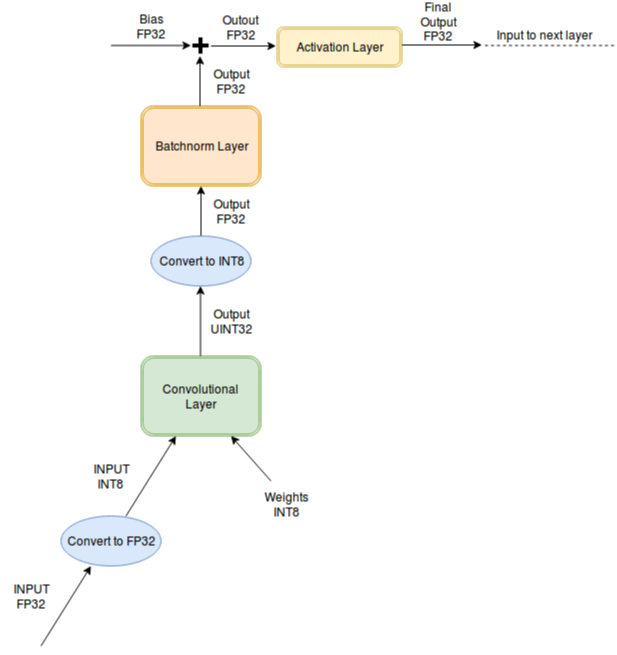 Bias
FP32
Outout
FP32
Final
Output
FP32
Input to next layer
Activation Layer
Output
FP32
Batchnorm Layer
Output
FP32
Convert to INT8
Output
UINT32
Convolutional
Layer
INPUT
INT8
Weights
INT8
Convert to FP32
INPUT
FP32